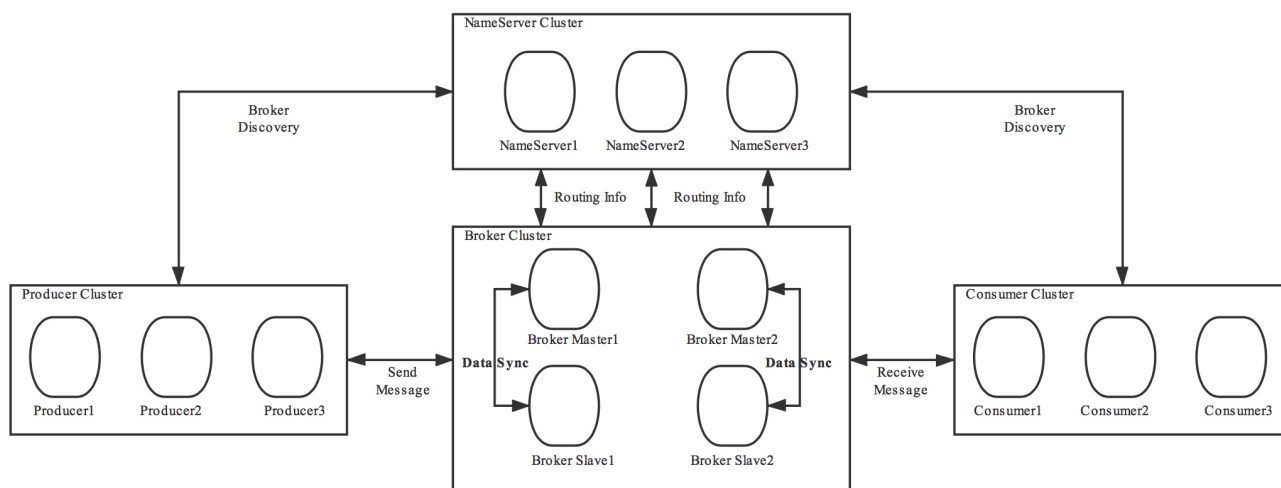 NameServer Cluster
NameServer1
NameServer2
NameServer3
Broker
Discovery
Broker
Discovery
Routing Info
Routing Info
Producer Cluster
Producer1
Producer2
Producer3
Send
Message
Broker Cluster
Broker Master1
Broker Master2
Data Sync
Data Sync
Broker Slave1
Broker Slave2
Receive
Message
Consumer Cluster
Consumer1
Consumer2
Consumer3